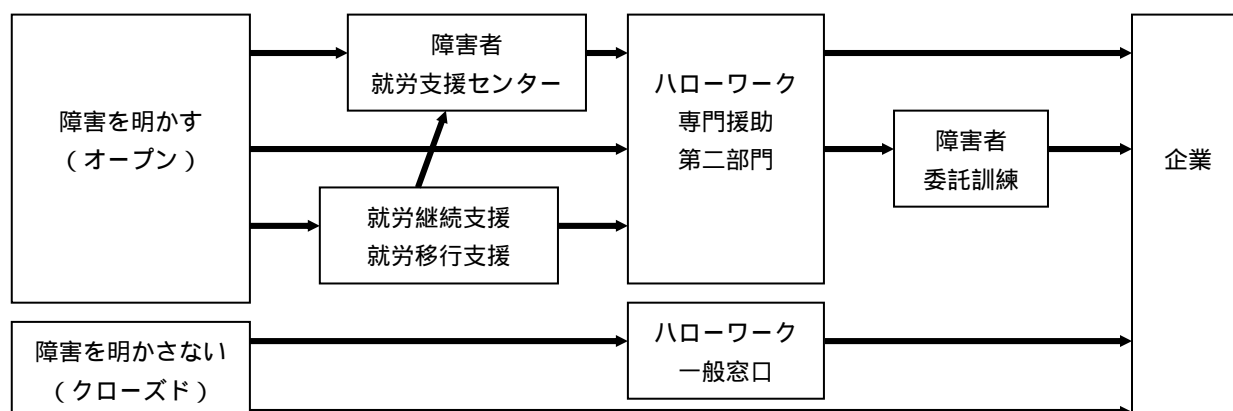 障害を明かす
（オープン）
障害者
就労支援センター
就労継続支援
就労移行支援
ハローワーク
専門援助
第二部門
障害者
委託訓練
企業
障害を明かさない
（クローズド）
ハローワーク
一般窓口